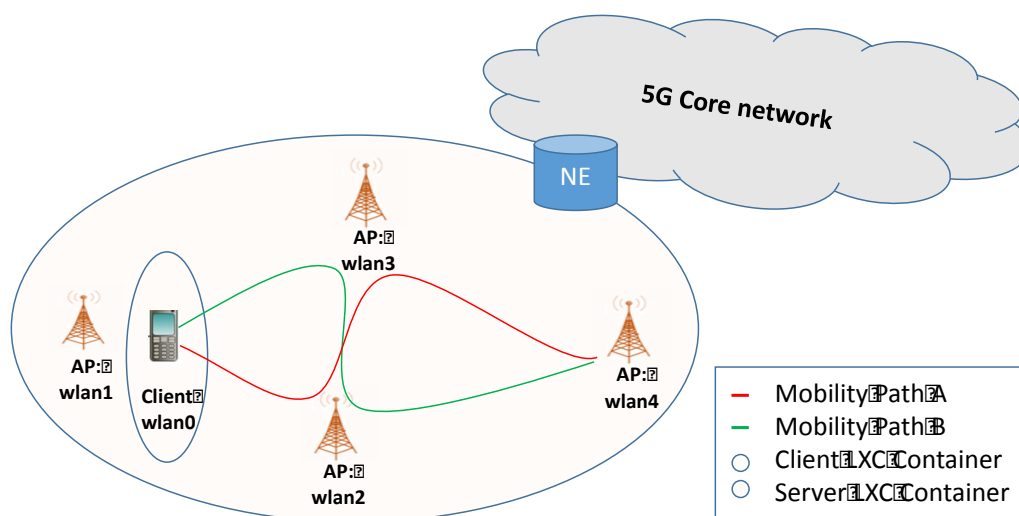 5G Core network
NE
AP:
wlan3
AP:
wlan1
Client
wlan0
AP:
wlan4
AP:
wlan2
Mobility Path A
Mobility Path B
Client LXC Container
Server LXC Container